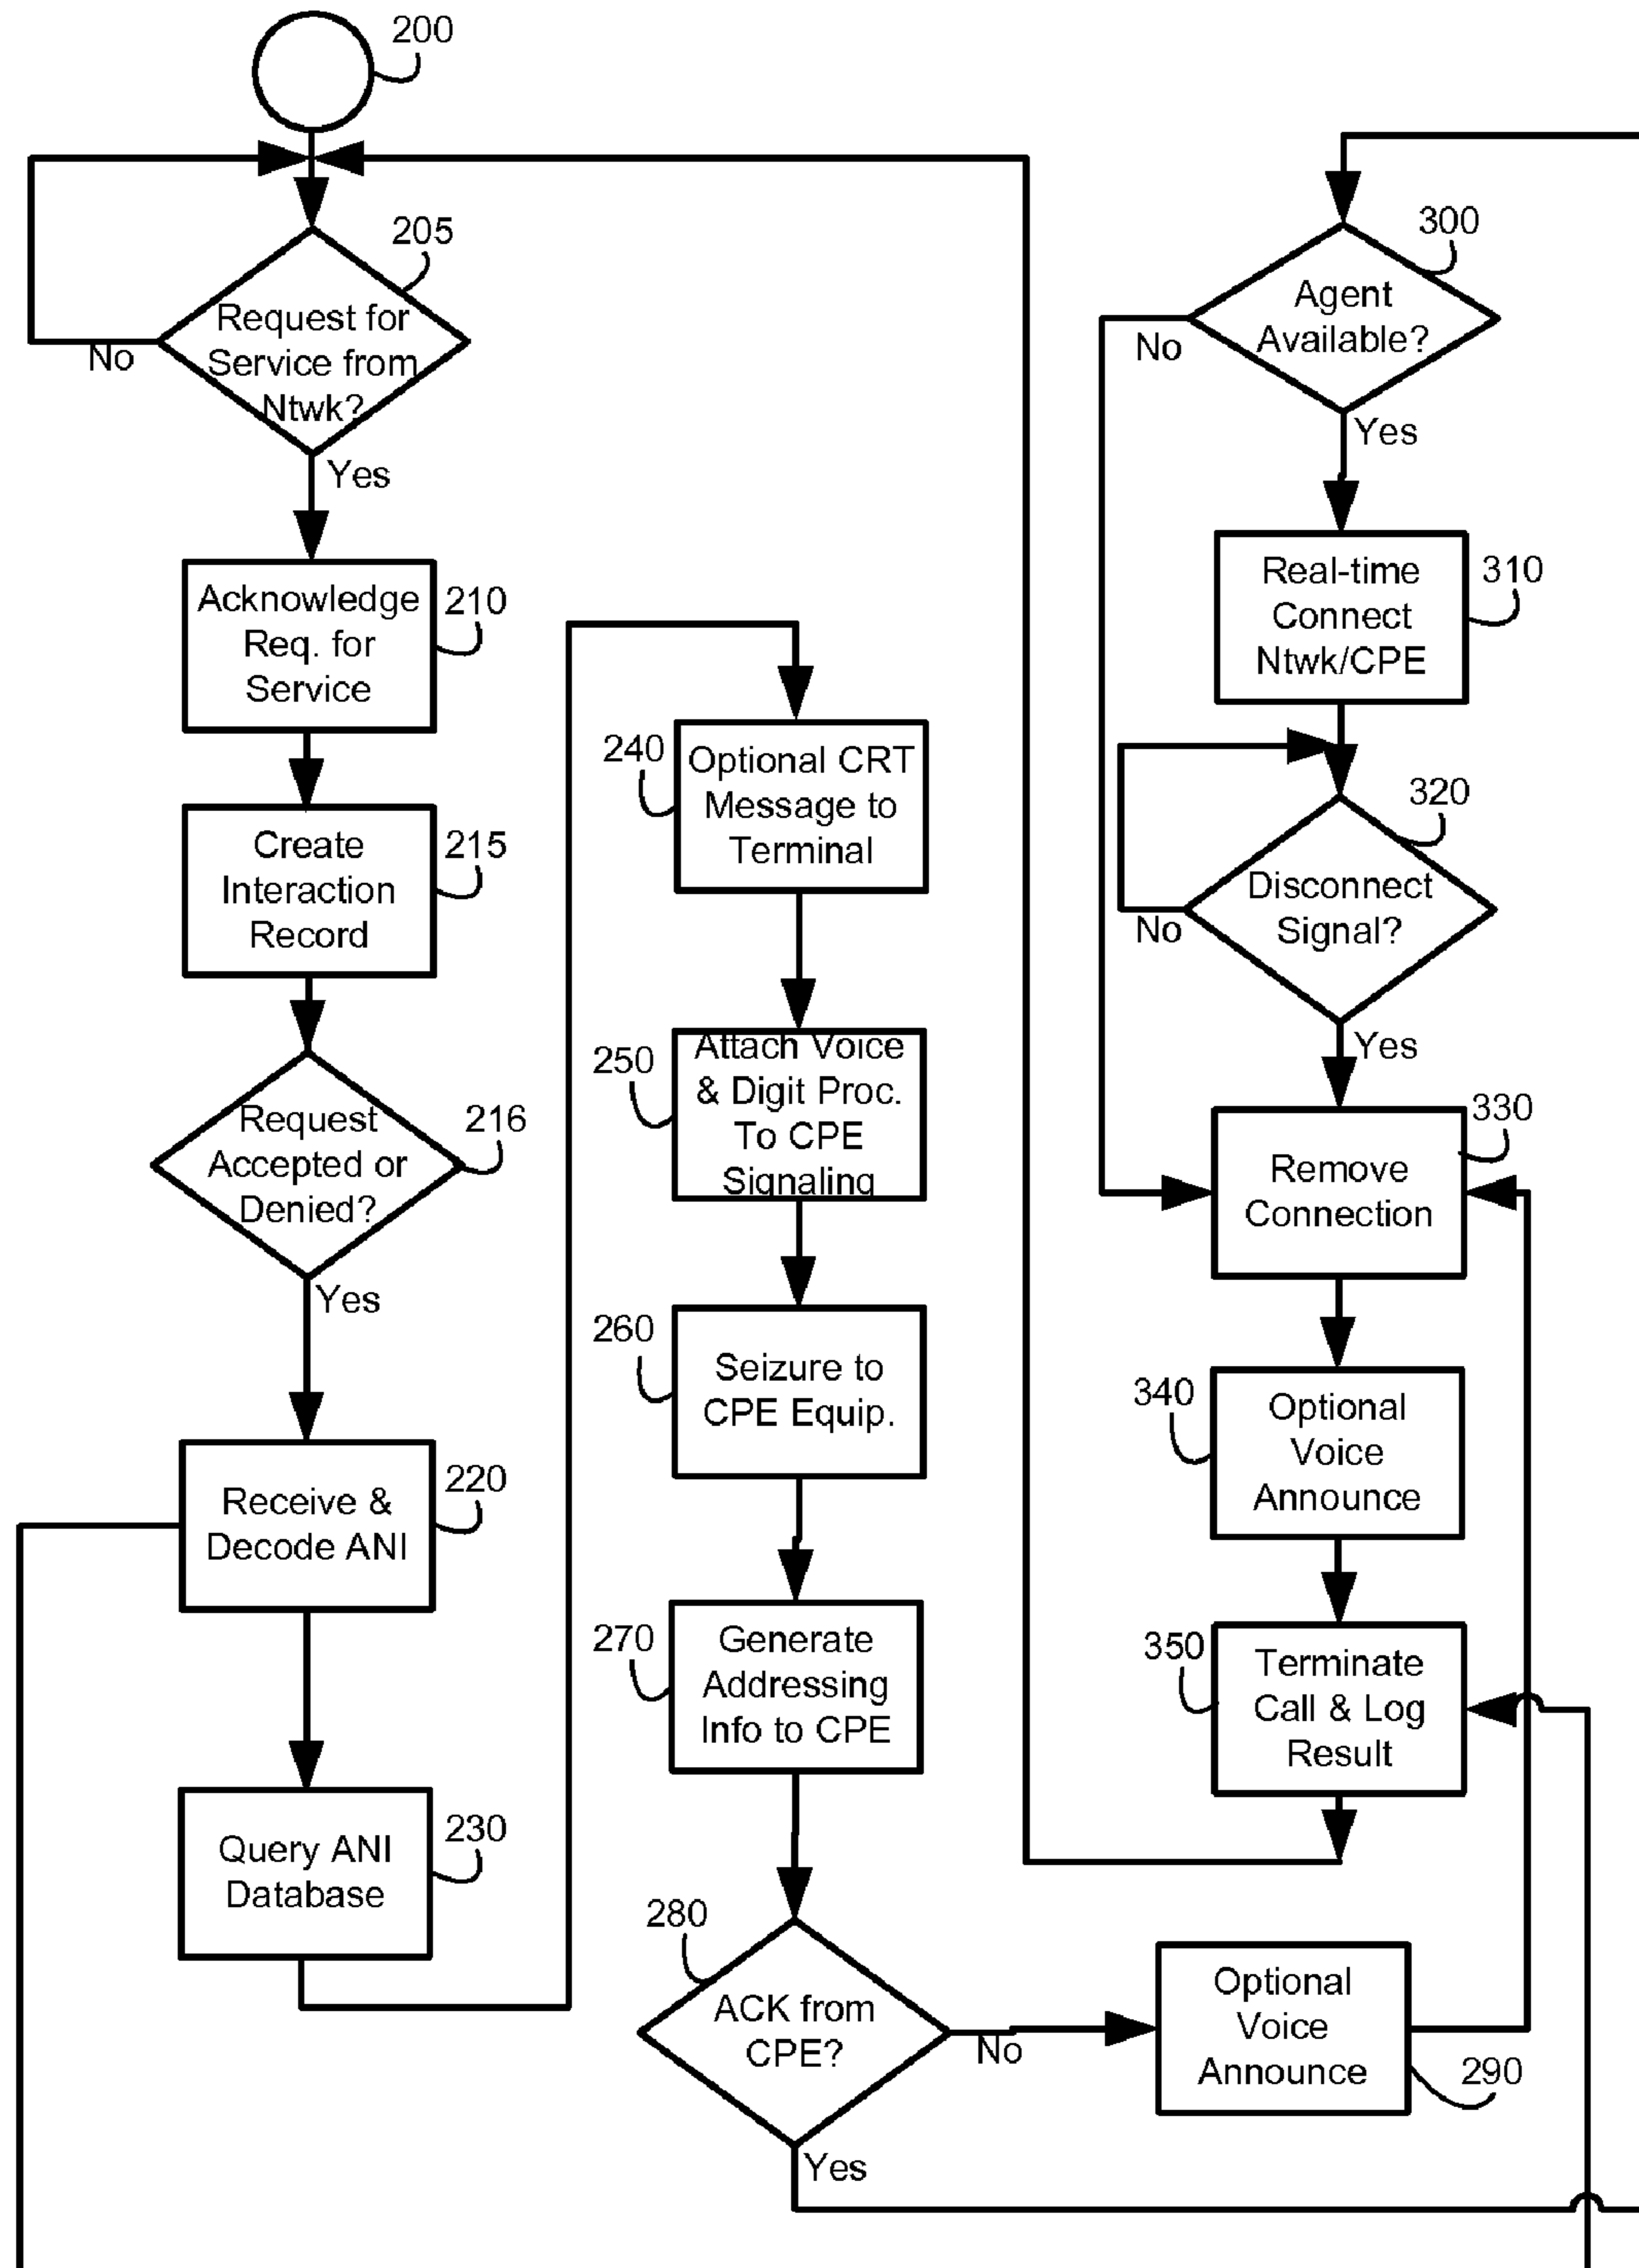 200
205
Request for
Service from
Ntwk?
No
Yes
Acknowledge
Req. for
Service
210
Create
Interaction
Record
215
Request
Accepted or
Denied?
216
Yes
Receive &
Decode ANI
220
Query ANI
Database
230
240
Optional CRT
Message to
Terminal
250
Attach Voice
& Digit Proc.
To CPE
Signaling
260
Seizure to
CPE Equip.
270
Generate
Addressing
Info to CPE
280
ACK from
CPE?
No
Yes
Optional
Voice
Announce
290
300
Agent
Available?
No
Yes
Real-time
Connect
Ntwk/CPE
310
320
Disconnect
Signal?
No
Yes
330
Remove
Connection
340
Optional
Voice
Announce
350
Terminate
Call & Log
Result